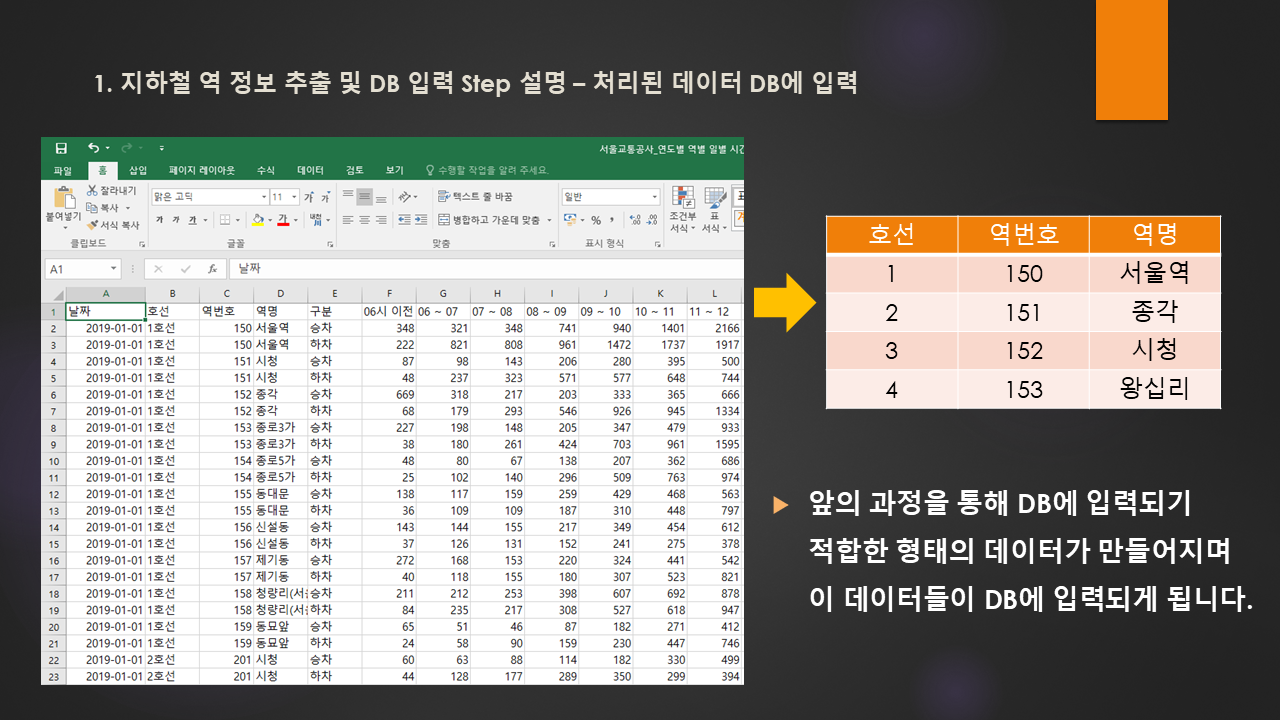 1. 지하철 역 정보 추출 및 DB 입력 Step 설명 – 처리된 데이터 DB에 입력
서울교통공사_연도별 역별 일별 시간
파일 홈 삽입 페이지 레이아웃 수식 데이터 검토 보기 수행할 작업을 알려 주세요.
붙여넣기 잘라내기 복사 서식 복사
클립보드
맑은 고딕 11 가 가
가 가 가 가 내천
글꼴
텍스트 줄 바꿈
병합하고 가운데 맞춤
맞춤
일반
%
표시 형식
조건부 서식 표 서식
A1 fx 날짜
A B C D E F G H I J K L
1 날짜 호선 역번호 역명 구분 06시 이전 06 ~ 07 07 ~ 08 08 ~ 09 09 ~ 10 10 ~ 11 11 ~ 12
2 2019-01-01 1호선 150 서울역 승차 348 321 348 741 940 1401 2166
3 2019-01-01 1호선 150 서울역 하차 222 821 808 961 1472 1737 1917
4 2019-01-01 1호선 151 시청 승차 87 98 143 206 280 395 500
5 2019-01-01 1호선 151 시청 하차 48 237 323 571 577 648 744
6 2019-01-01 1호선 152 종각 승차 669 318 217 203 333 365 666
7 2019-01-01 1호선 152 종각 하차 68 179 293 546 926 945 1334
8 2019-01-01 1호선 153 종로3가 승차 227 198 148 205 347 479 933
9 2019-01-01 1호선 153 종로3가 하차 38 180 261 424 703 961 1595
10 2019-01-01 1호선 154 종로5가 승차 48 80 67 138 207 362 686
11 2019-01-01 1호선 154 종로5가 하차 25 102 140 296 509 763 974
12 2019-01-01 1호선 155 동대문 승차 138 117 159 259 429 468 563
13 2019-01-01 1호선 155 동대문 하차 36 109 109 187 310 448 797
14 2019-01-01 1호선 156 신설동 승차 143 144 155 217 349 454 612
15 2019-01-01 1호선 156 신설동 하차 37 126 131 152 241 275 378
16 2019-01-01 1호선 157 제기동 승차 272 168 153 220 324 441 542
17 2019-01-01 1호선 157 제기동 하차 40 118 155 180 307 523 821
18 2019-01-01 1호선 158 청량리(서울 승차 211 212 253 398 607 692 878
19 2019-01-01 1호선 158 청량리(서울 하차 84 235 217 308 527 618 947
20 2019-01-01 1호선 159 동묘앞 승차 65 51 46 87 182 271 412
21 2019-01-01 1호선 159 동묘앞 하차 24 58 90 159 230 447 746
22 2019-01-01 2호선 201 시청 승차 60 63 88 114 182 330 499
23 2019-01-01 2호선 201 시청 하차 44 128 177 289 350 299 394
호선 역번호 역명
1 150 서울역
2 151 종각
3 152 시청
4 153 왕십리
앞의 과정을 통해 DB에 입력되기
적합한 형태의 데이터가 만들어지며
이 데이터들이 DB에 입력되게 됩니다.